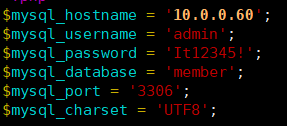 $mysql_hostname = '10.0.0.60';
$mysql_username = 'admin';
$mysql_password = 'It12345!';
$mysql_database = 'member';
$mysql_port = '3306';
$mysql_charset = 'UTF8';